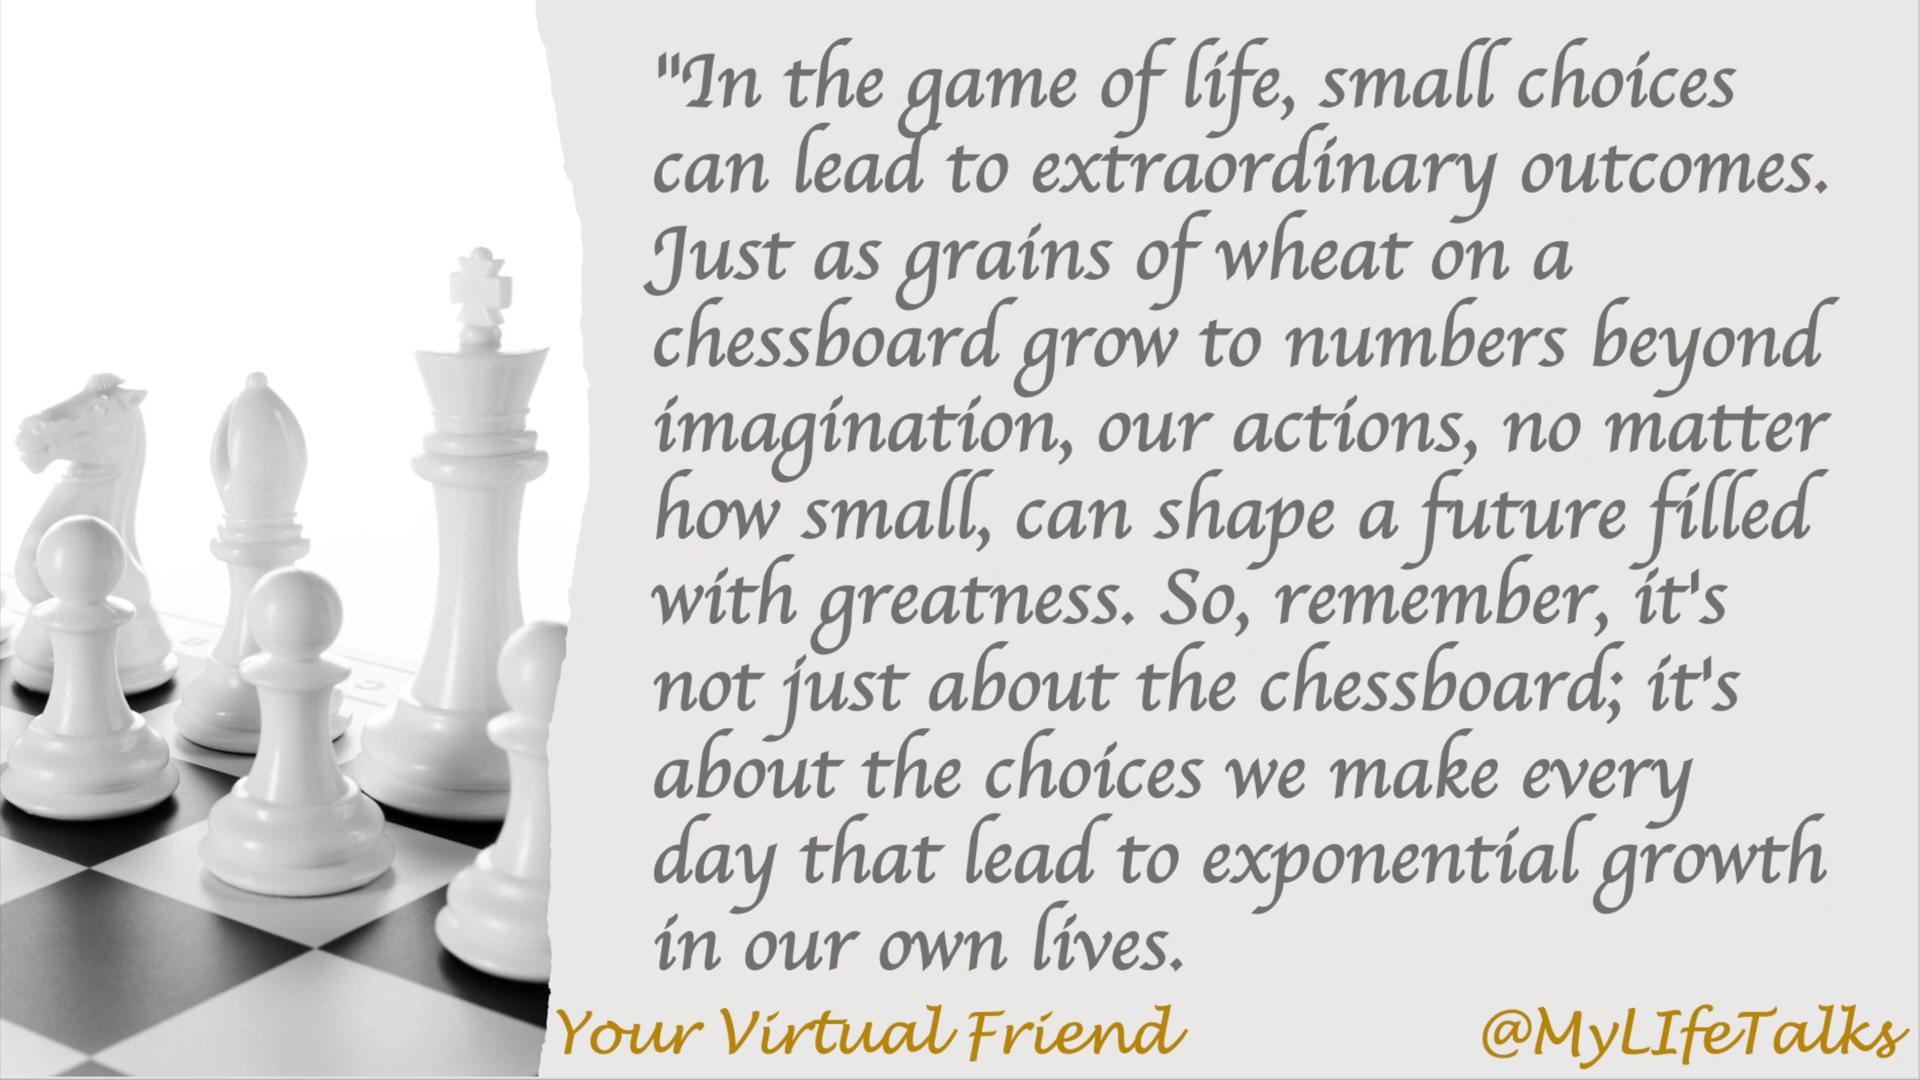 "In the game of life, small choices
can lead to extraordinary outcomes.
Just as grains of wheat on a
chessboard grow to numbers beyond
imagination, our actions, no matter
how small, can shape a future filled
with greatness. So, remember, it's
not just about the chessboard; it's
about the choices we make every
day that lead to exponential growth
in our own lives.
Your Virtual Friend
@MyLIfeTalks
B
C